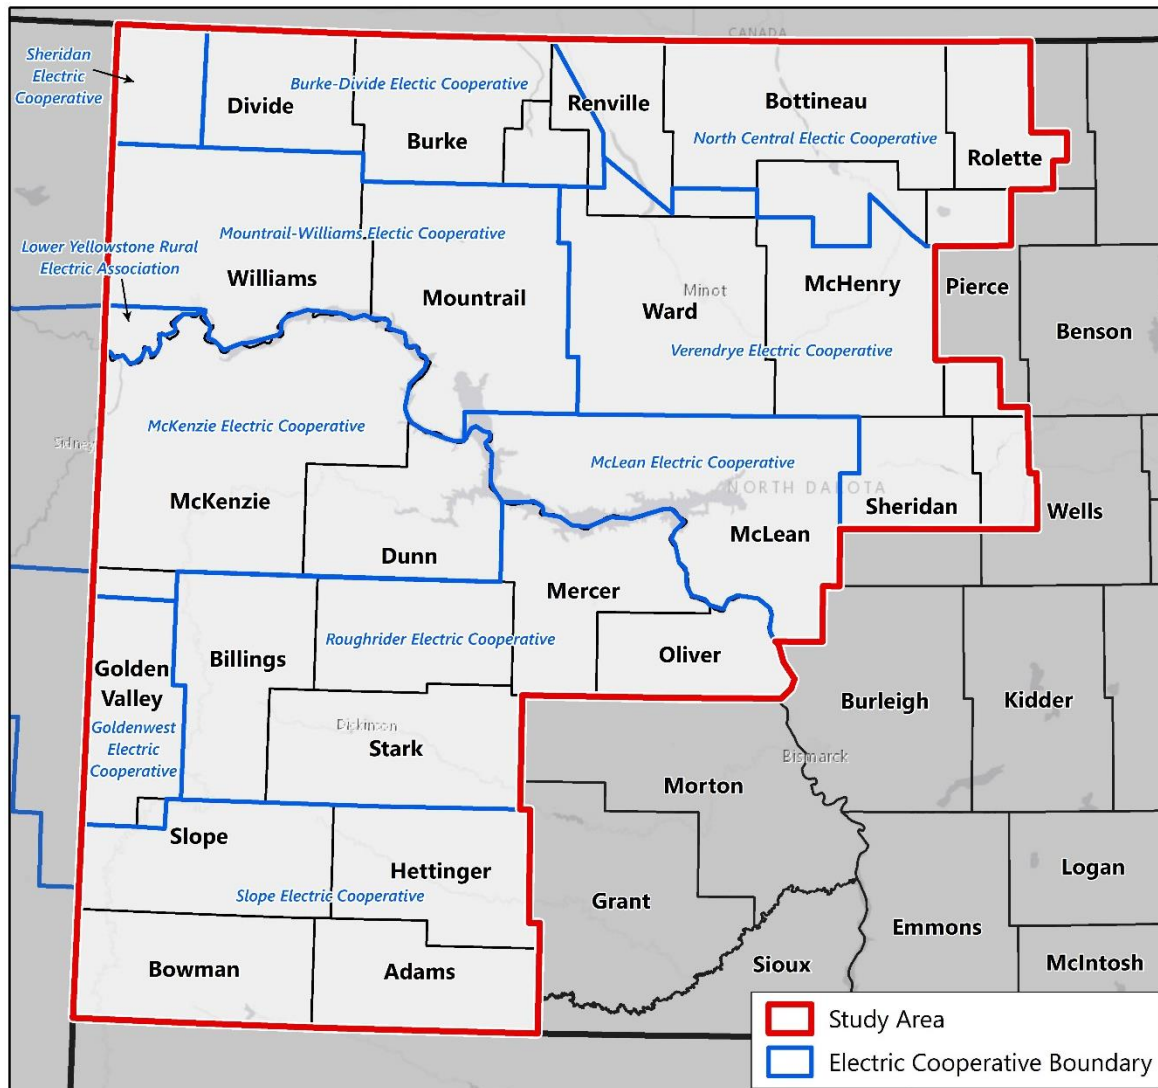 CANADA
Sheridan
Electric
Cooperative
Burke-Divide Electic Cooperative
Divide
Renville
Bottineau
Burke
North Central Electic Cooperative
Rolette
Lower Yellowstone Rural
Electric Association
Mountrail-Williams Electic Cooperative
Williams
Mountrail
Minot
Ward
McHenry
Pierce
Benson
Verendrye Electric Cooperative
McKenzie Electric Cooperative
Sidney
McLean Electric Cooperative
NORTH DAKOTA
McKenzie
Sheridan
Wells
Dunn
McLean
Mercer
Roughrider Electric Cooperative
Billings
Oliver
Golden
Valley
Burleigh
Kidder
Goldenwest
Electric
Cooperative
Dickinson
Stark
Bismarck
Morton
Slope
Hettinger
Logan
Slope Electric Cooperative
Grant
Emmons
Bowman
Adams
Sioux
McIntosh
Study Area
Electric Cooperative Boundary